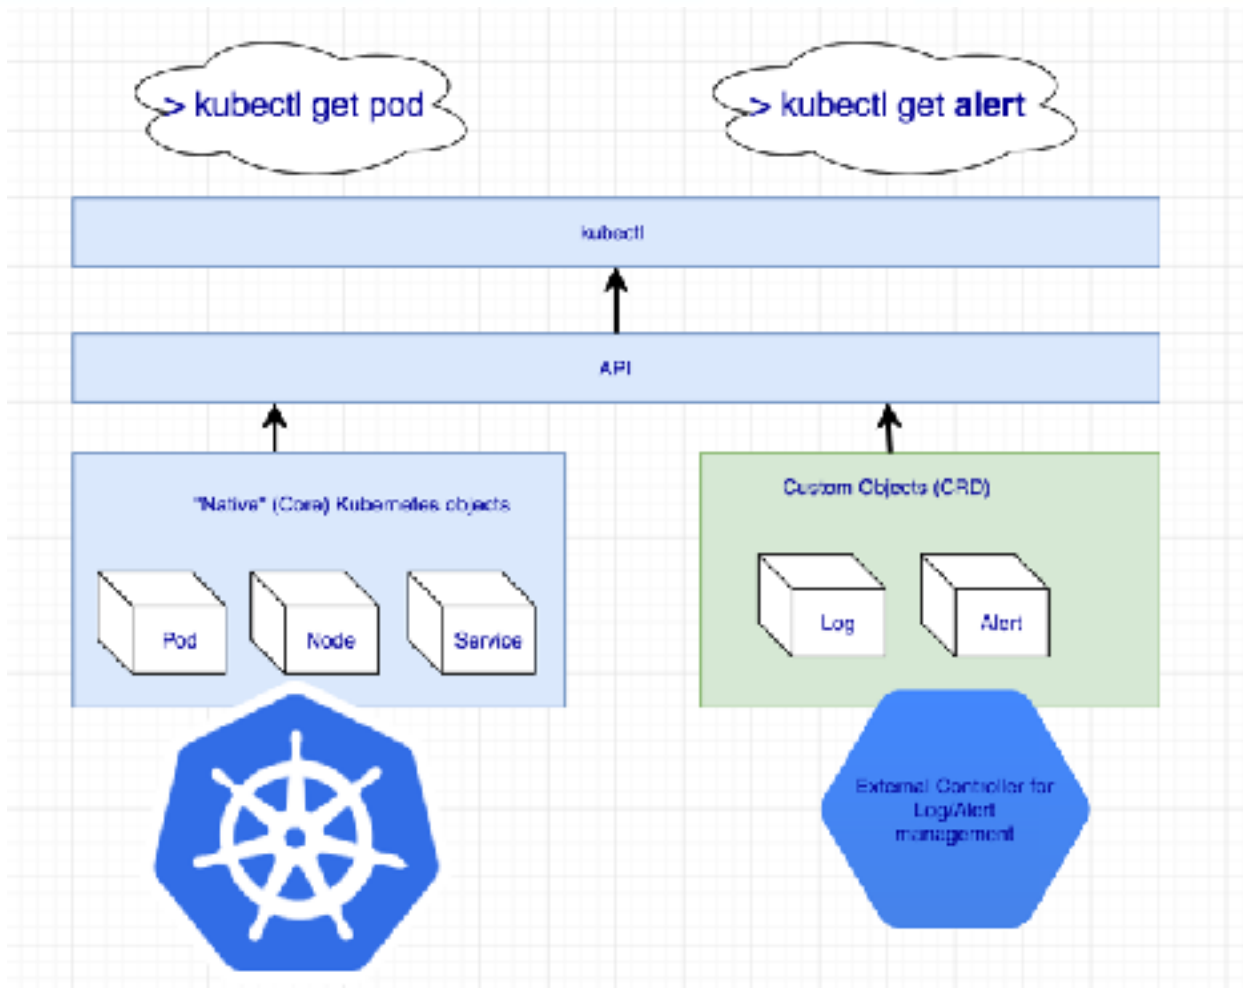 > kubectl get pod
> kubectl get alert
kubectl
API
"Native" (Core) Kubernetes objects
Custom Objects (CRD)
Pod
Node
Service
Log
Alert
External Controller for
Log/Alert
management